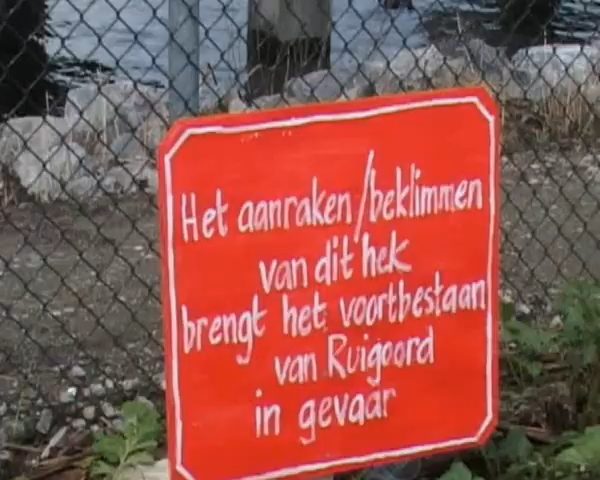 Het aanraken/beklimmen
van dit hek
brengt het voortbestaan
van Ruigoord
in gevaar